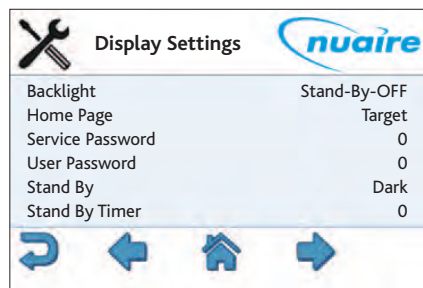 Display Settings
nuaire
Backlight Stand-By-OFF
Home Page Target
Service Password 0
User Password 0
Stand By Dark
Stand By Timer 0